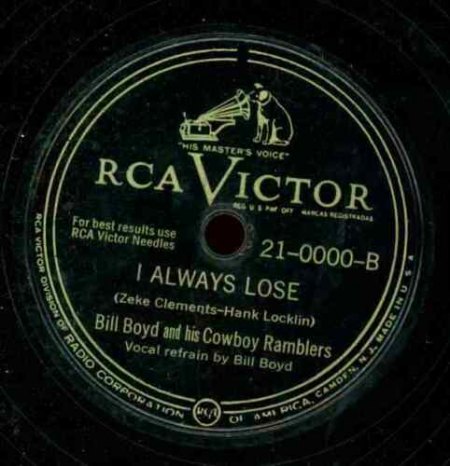 "HIS MASTER'S VOICE"
RCA VICTOR
REG U S PAT OFF MARCAS REGISTRADAS
For best results use
RCA Victor Needles
21-0000-B
I ALWAYS LOSE
(Zeke Clements-Hank Locklin)
Bill Boyd and his Cowboy Ramblers
Vocal refrain by Bill Boyd
RCA VICTOR DIVISION OF RADIO CORPORATION RCA OF AMERICA, CAMDEN, N. J. MADE IN U S A